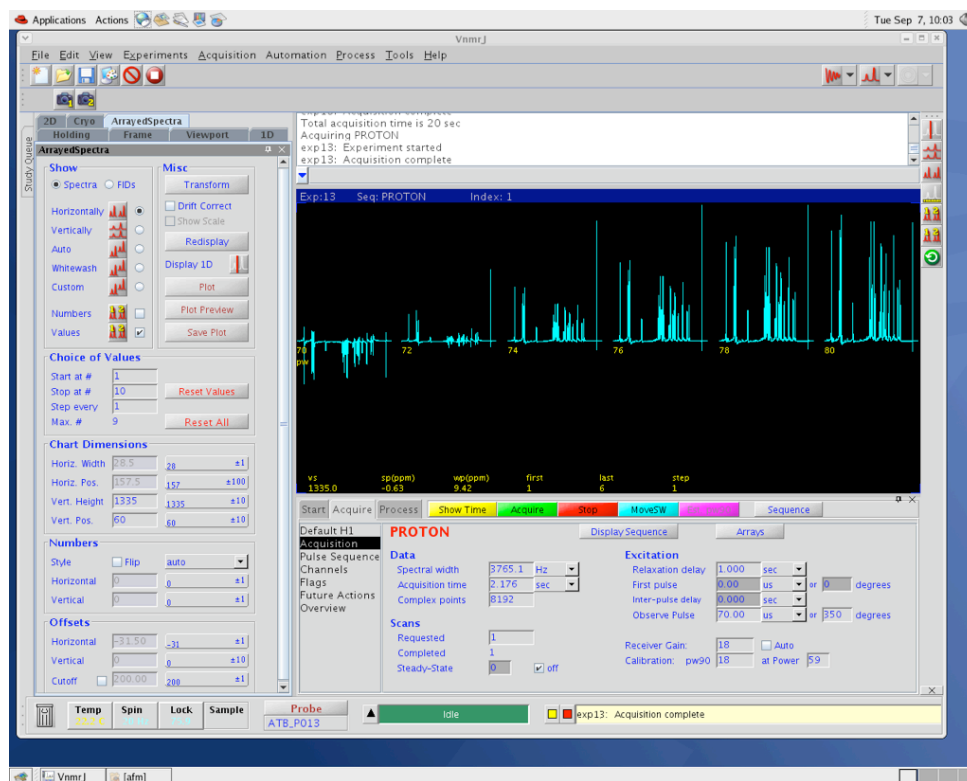 Applications Actions
Tue Sep 7, 10:03
VnmrJ
File Edit View Experiments Acquisition Automation Process Tools Help
2D Cryo ArrayedSpectra
Holding Frame Viewport 1D
Study Queue
ArrayedSpectra
Show
Spectra FIDs
Horizontally
Vertically
Auto
Whitewash
Custom
Numbers
Values
Misc
Transform
Drift Correct
Show Scale
Redisplay
Display 1D
Plot
Plot Preview
Save Plot
Choice of Values
Start at # 1
Stop at # 10 Reset Values
Step every 1
Max. # 9 Reset All
Chart Dimensions
Horiz. Width 28.5 28 ±1
Horiz. Pos. 157.5 157 ±100
Vert. Height 1335 1335 ±10
Vert. Pos. 60 60 ±10
Numbers
Style Flip auto
Horizontal 0 0 ±1
Vertical 0 0 ±1
Offsets
Horizontal -31.50 -31 ±1
Vertical 0 0 ±10
Cutoff 200.00 200 ±1
Total acquisition time is 20 sec
Acquiring PROTON
exp13: Experiment started
exp13: Acquisition complete
Exp:13 Seq: PROTON Index: 1
70 72 74 76 78 80
pw
vs sp(ppm) wp(ppm) first last step
1335.0 -0.63 9.42 1 6 1
Start Acquire Process Show Time Acquire Stop MoveSW Sequence
Default H1
Acquisition
Pulse Sequence
Channels
Flags
Future Actions
Overview
PROTON Display Sequence Arrays
Data
Spectral width 3765.1 Hz
Acquisition time 2.176 sec
Complex points 8192
Scans
Requested 1
Completed 1
Steady-State 0 off
Excitation
Relaxation delay 1.000 sec
First pulse 0.00 us or 0 degrees
Inter-pulse delay 0.000 sec
Observe Pulse 70.00 us or 350 degrees
Receiver Gain: 18 Auto
Calibration: pw90 18 at Power 59
Temp Spin Lock Sample
Probe
ATB_P013
Idle
exp13: Acquisition complete
VnmrJ [afm]